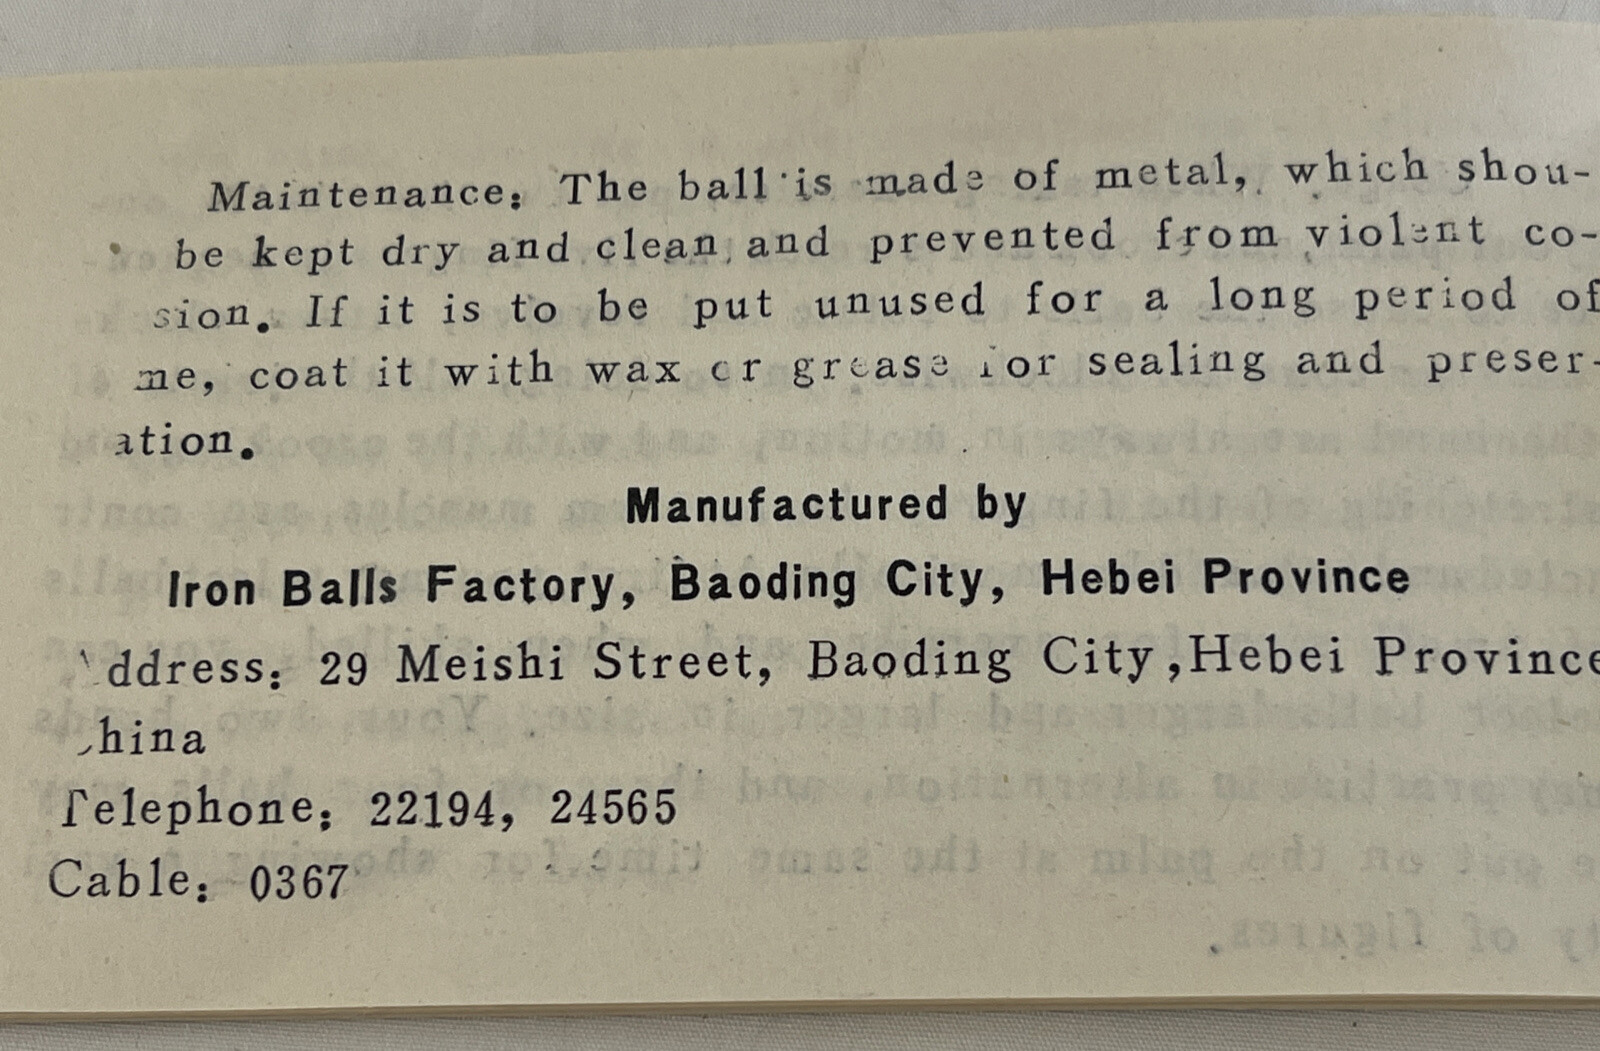 Maintenance: The ball is made of metal, which shou-
be kept dry and clean, and prevented from violent co-
sion. If it is to be put unused for a long period of
me, coat it with wax or grease for sealing and preser-
ation.
Manufactured by
Iron Balls Factory, Baoding City, Hebei Province
Address: 29 Meishi Street, Baoding City,Hebei Province
China
Telephone: 22194, 24565
Cable: 0367